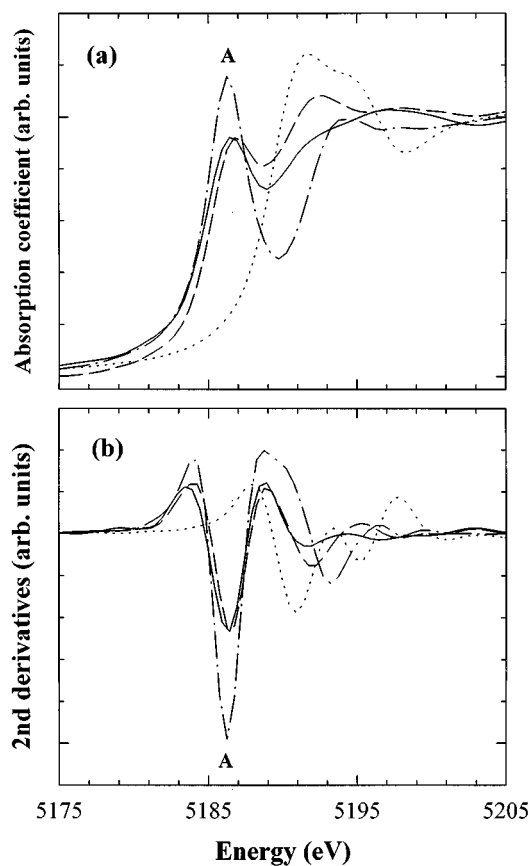 (a)
A
Absorption coefficient (arb. units)
(b)
A
2nd derivatives (arb. units)
5175
5185
5195
5205
Energy (eV)